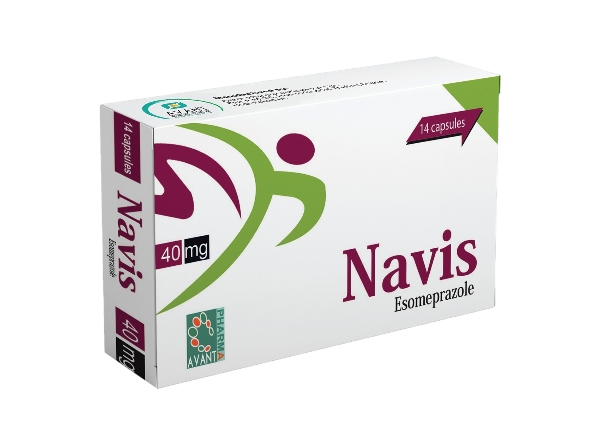 14 capsules
Navis
Esomeprazole
40 mg
14 capsules
Navis
Esomeprazole
40 mg
AVANT
PHARMA